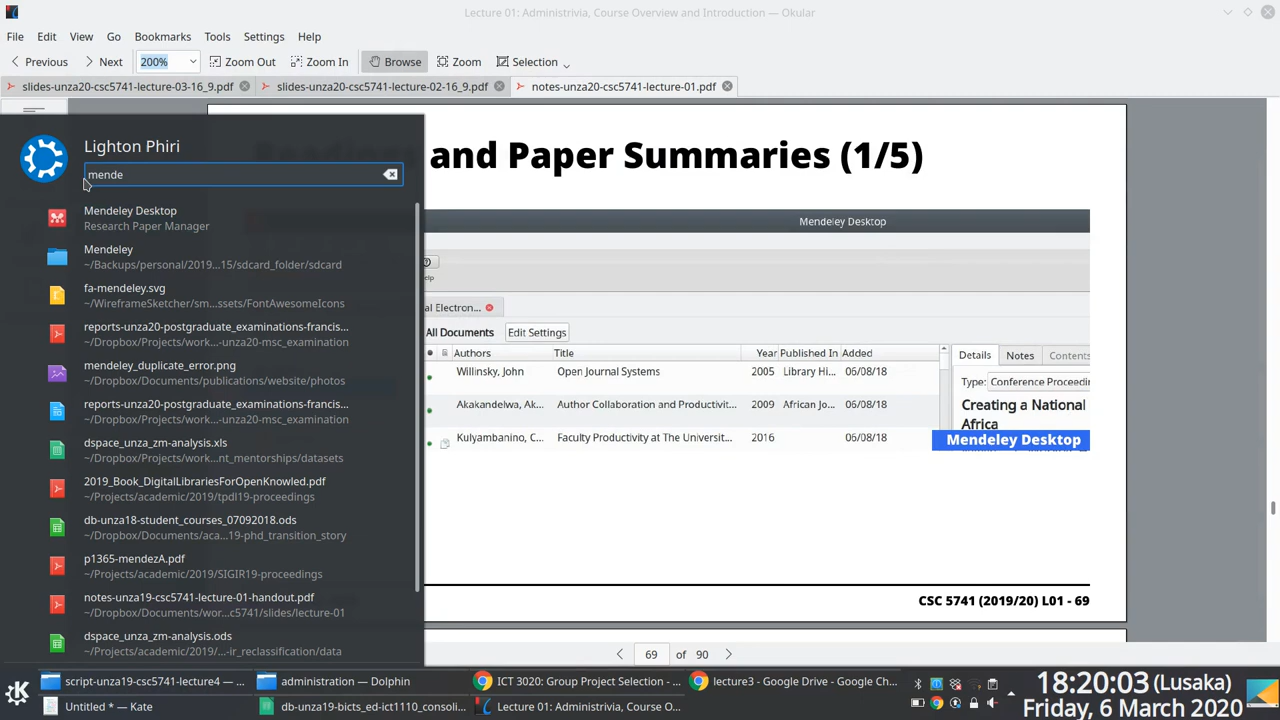 Lecture 01: Administrivia, Course Overview and Introduction — Okular
File Edit View Go Bookmarks Tools Settings Help
Previous Next 200% Zoom Out Zoom In Browse Zoom Selection
slides-unza20-csc5741-lecture-03-16_9.pdf slides-unza20-csc5741-lecture-02-16_9.pdf notes-unza20-csc5741-lecture-01.pdf
Lighton Phiri
mende
Mendeley Desktop
Research Paper Manager
Mendeley
~/Backups/personal/2019...15/sdcard_folder/sdcard
fa-mendeley.svg
~/WireframeSketcher/sm...ssets/FontAwesomeIcons
reports-unza20-postgraduate_examinations-francis...
~/Dropbox/Projects/work...-unza20-msc_examination
mendeley_duplicate_error.png
~/Dropbox/Documents/publications/website/photos
reports-unza20-postgraduate_examinations-francis...
~/Dropbox/Projects/work...-unza20-msc_examination
dspace_unza_zm-analysis.xls
~/Dropbox/Projects/work...nt_mentorships/datasets
2019_Book_DigitalLibrariesForOpenKnowled.pdf
~/Projects/academic/2019/tpdl19-proceedings
db-unza18-student_courses_07092018.ods
~/Dropbox/Documents/aca...19-phd_transition_story
p1365-mendezA.pdf
~/Projects/academic/2019/SIGIR19-proceedings
notes-unza19-csc5741-lecture-01-handout.pdf
~/Dropbox/Documents/wor...c5741/slides/lecture-01
dspace_unza_zm-analysis.ods
~/Projects/academic/2019/...-ir_reclassification/data
and Paper Summaries (1/5)
Mendeley Desktop
elp
al Electron...
All Documents Edit Settings
Authors Title Year Published In Added
Willinsky, John Open Journal Systems 2005 Library Hi... 06/08/18
Akakandelwa, Ak... Author Collaboration and Productivit... 2009 African Jo... 06/08/18
Kulyambanino, C... Faculty Productivity at The Universit... 2016 06/08/18
Details Notes Contents
Type: Conference Proceedin
Creating a National
Africa
Mendeley Desktop
CSC 5741 (2019/20) L01 - 69
69 of 90
script-unza19-csc5741-lecture4 — ... administration — Dolphin ICT 3020: Group Project Selection - ... lecture3 - Google Drive - Google Ch...
Untitled * — Kate db-unza19-bicts_ed-ict1110_consoli... Lecture 01: Administrivia, Course O...
18:20:03 (Lusaka)
Friday, 6 March 2020